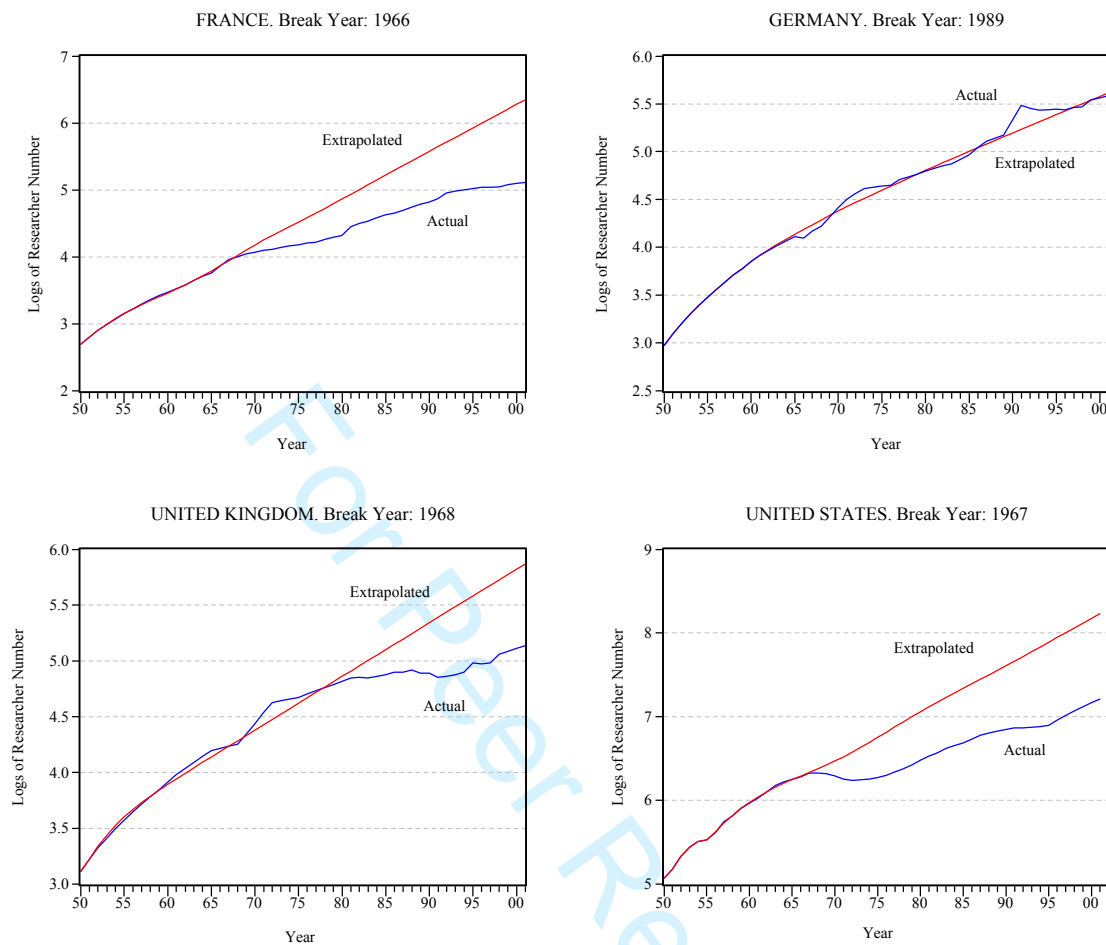 FRANCE. Break Year: 1966
7
6
5
4
3
2
Logs of Researcher Number
Extrapolated
Actual
50 55 60 65 70 75 80 85 90 95 00
Year
GERMANY. Break Year: 1989
6.0
5.5
5.0
4.5
4.0
3.5
3.0
2.5
Logs of Researcher Number
Actual
Extrapolated
50 55 60 65 70 75 80 85 90 95 00
Year
UNITED KINGDOM. Break Year: 1968
6.0
5.5
5.0
4.5
4.0
3.5
3.0
Logs of Researcher Number
Extrapolated
Actual
50 55 60 65 70 75 80 85 90 95 00
Year
UNITED STATES. Break Year: 1967
9
8
7
6
5
Logs of Researcher Number
Extrapolated
Actual
50 55 60 65 70 75 80 85 90 95 00
Year
For Peer Re